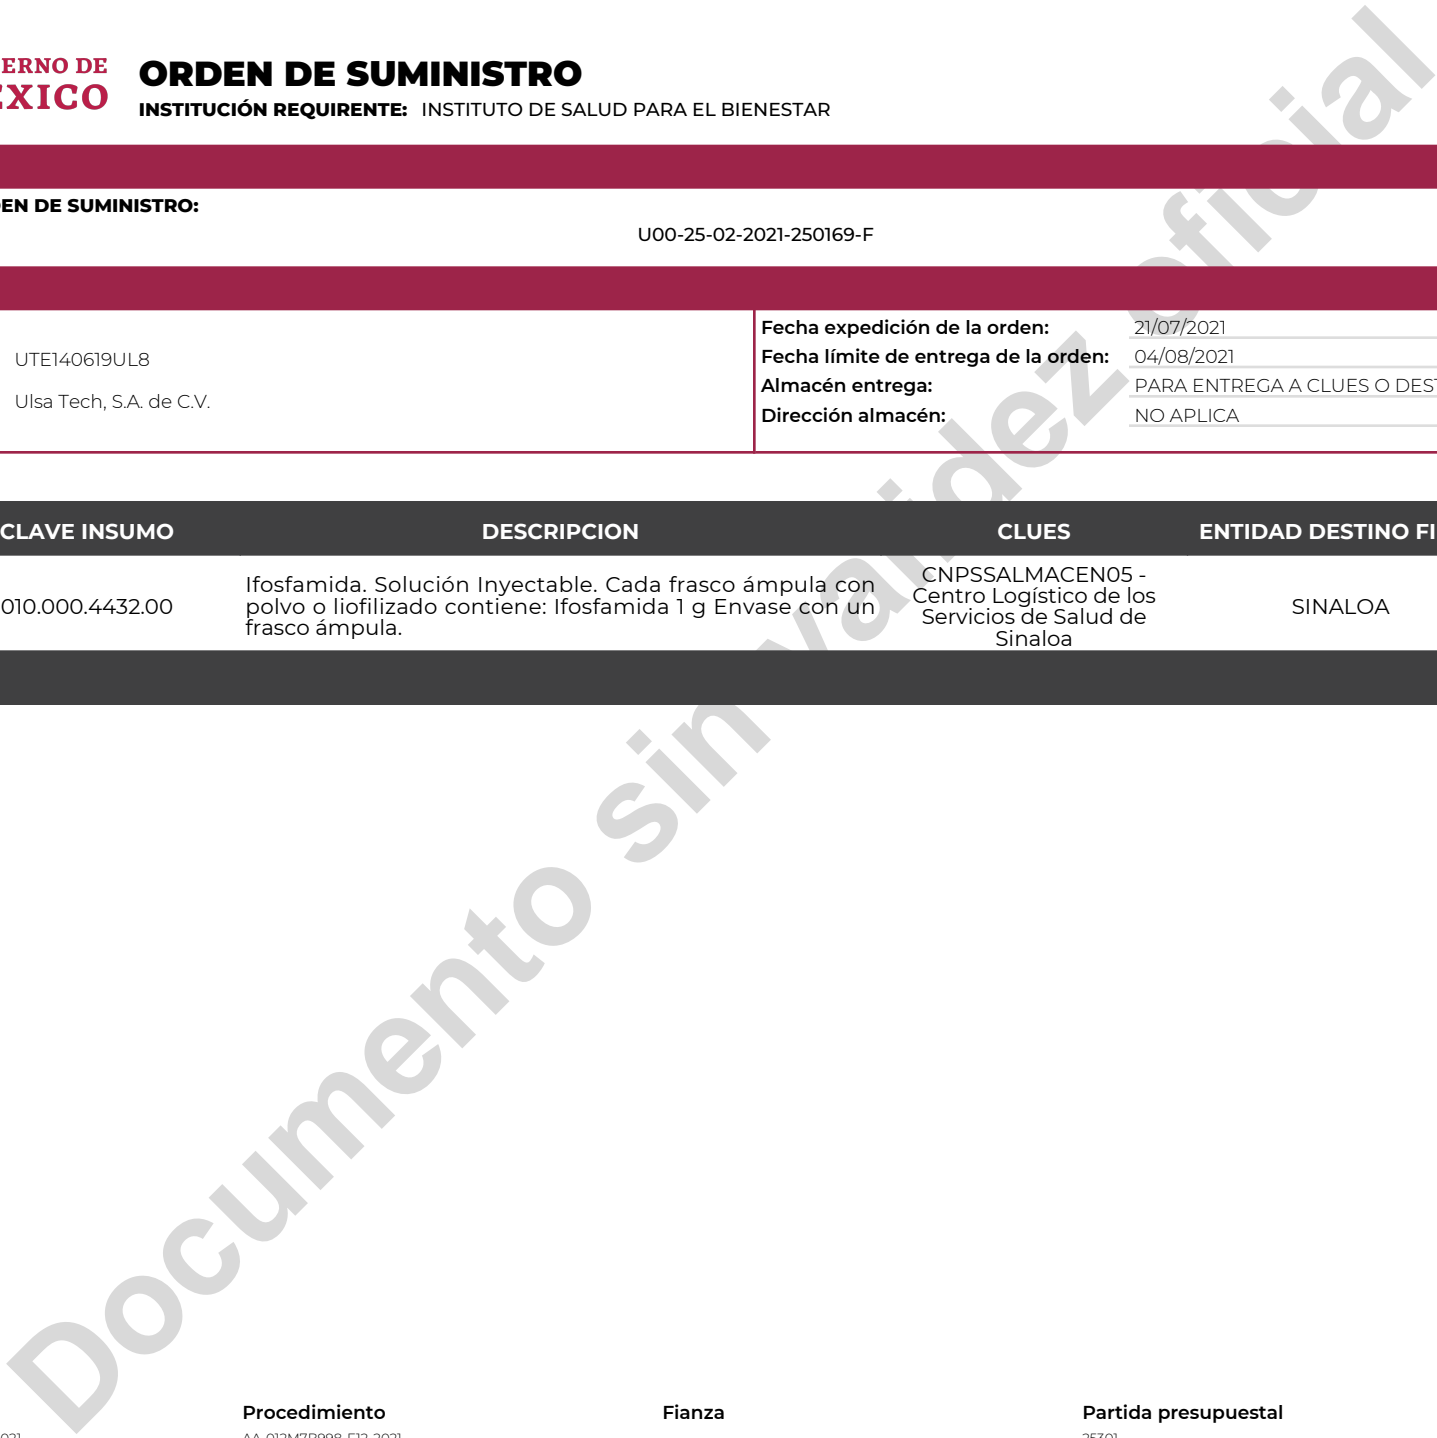 ERNO DE
ÉXICO
ORDEN DE SUMINISTRO
INSTITUCIÓN REQUIRENTE: INSTITUTO DE SALUD PARA EL BIENESTAR
EN DE SUMINISTRO:
U00-25-02-2021-250169-F
UTE140619UL8
Ulsa Tech, S.A. de C.V.
Fecha expedición de la orden: 21/07/2021
Fecha límite de entrega de la orden: 04/08/2021
Almacén entrega: PARA ENTREGA A CLUES O DEST
Dirección almacén: NO APLICA
CLAVE INSUMO DESCRIPCION CLUES ENTIDAD DESTINO FI
010.000.4432.00
Ifosfamida. Solución Inyectable. Cada frasco ámpula con
polvo o liofilizado contiene: Ifosfamida 1 g Envase con un
frasco ámpula.
CNPSSALMACEN05 -
Centro Logístico de los
Servicios de Salud de
Sinaloa
SINALOA
Documento sin validez oficial
Procedimiento Fianza Partida presupuestal